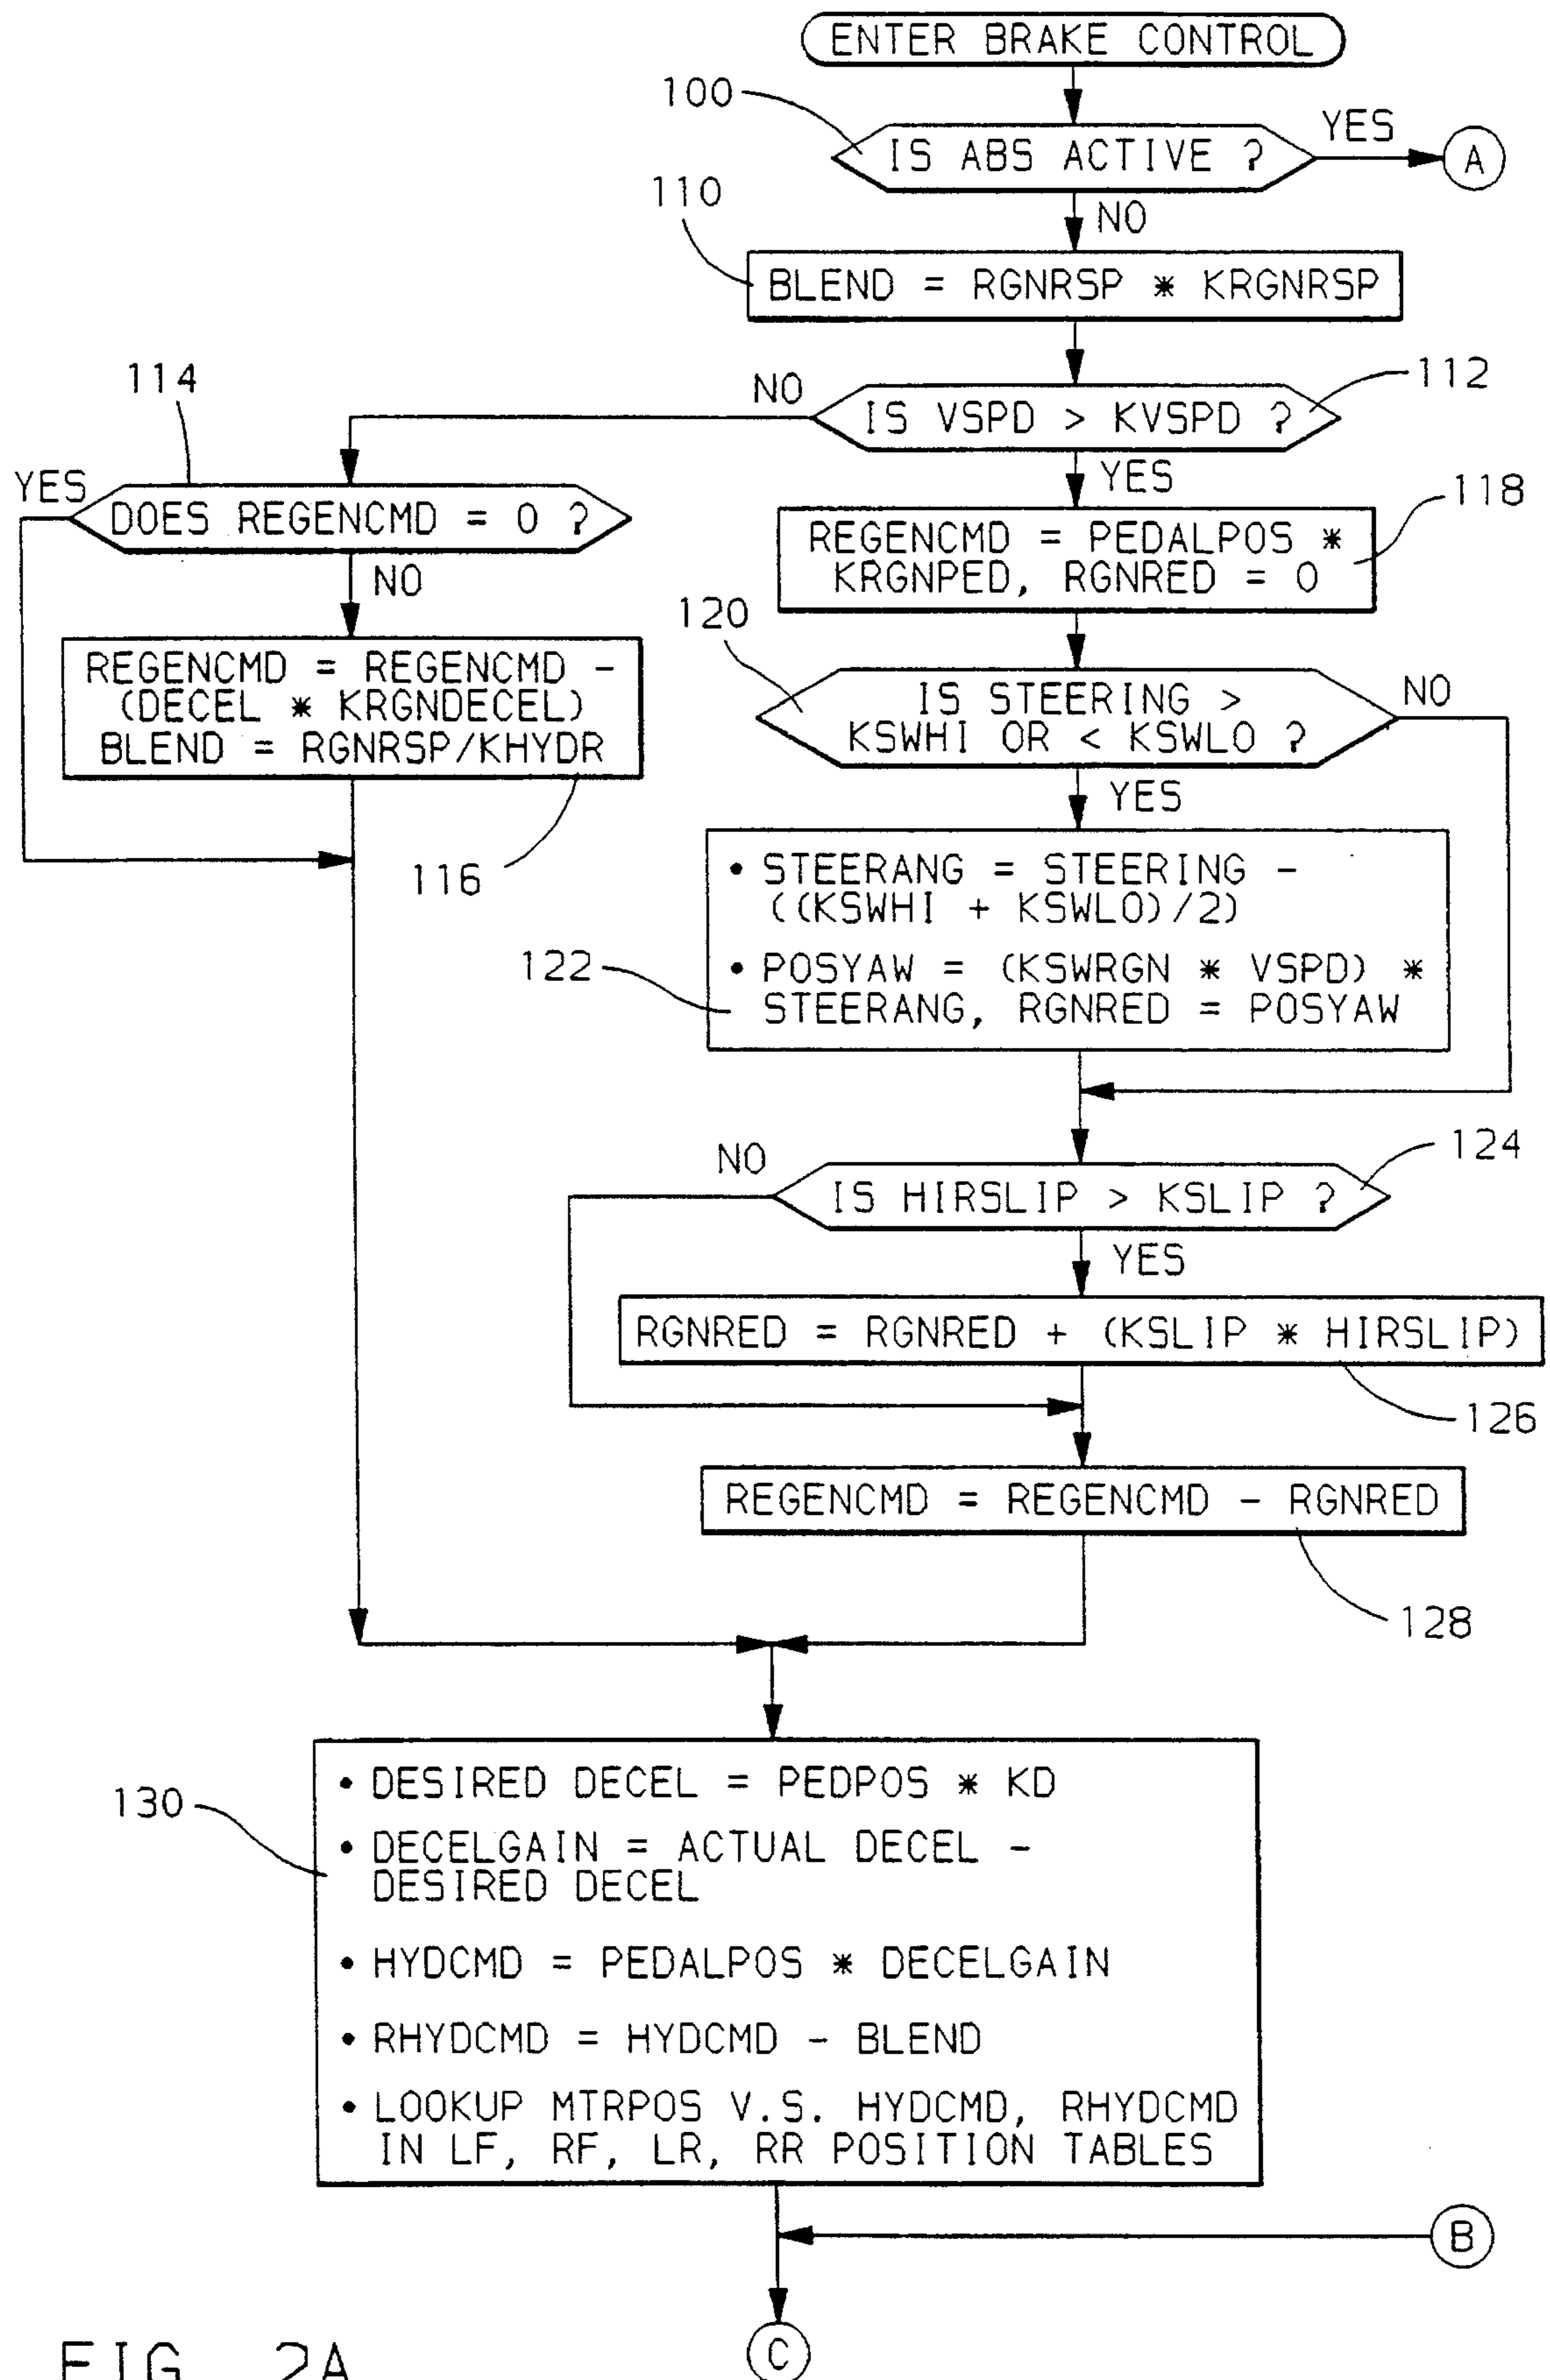 ENTER BRAKE CONTROL
100
IS ABS ACTIVE ?
YES
A
NO
110
BLEND = RGNRSP * KRGNRSP
112
IS VSPD > KVSPD ?
NO
YES
114
YES
DOES REGENCMD = 0 ?
NO
118
REGENCMD = PEDALPOS *
KRGNPED, RGNRED = 0
REGENCMD = REGENCMD -
(DECEL * KRGNDECEL)
BLEND = RGNRSP/KHYDR
116
120
IS STEERING >
KSWHI OR < KSWLO ?
NO
YES
• STEERANG = STEERING -
((KSWHI + KSWLO)/2)
122
• POSYAW = (KSWRGN * VSPD) *
STEERANG, RGNRED = POSYAW
124
NO
IS HIRSLIP > KSLIP ?
YES
RGNRED = RGNRED + (KSLIP * HIRSLIP)
126
REGENCMD = REGENCMD - RGNRED
128
130
• DESIRED DECEL = PEDPOS * KD
• DECELGAIN = ACTUAL DECEL -
DESIRED DECEL
• HYDCMD = PEDALPOS * DECELGAIN
• RHYDCMD = HYDCMD - BLEND
• LOOKUP MTRPOS V.S. HYDCMD, RHYDCMD
IN LF, RF, LR, RR POSITION TABLES
B
C
FIG. 2A